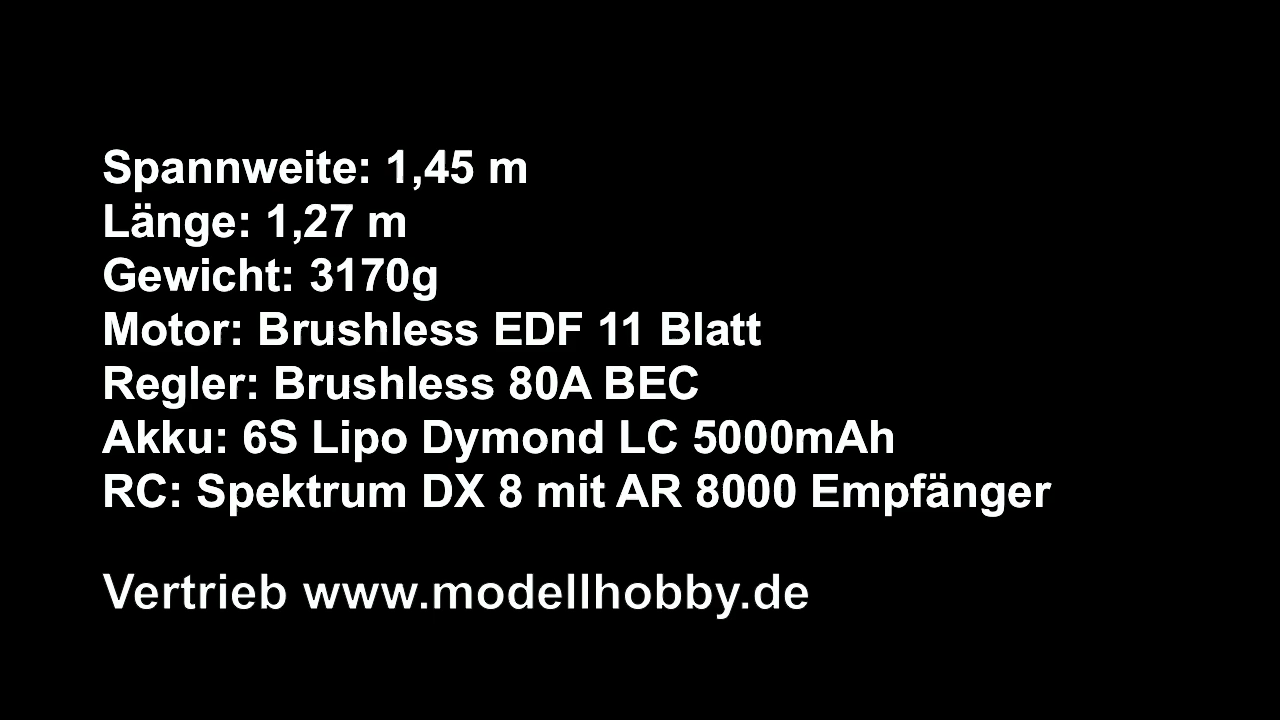 Spannweite: 1,45 m
Länge: 1,27 m
Gewicht: 3170g
Motor: Brushless EDF 11 Blatt
Regler: Brushless 80A BEC
Akku: 6S Lipo Dymond LC 5000mAh
RC: Spektrum DX 8 mit AR 8000 Empfänger
Vertrieb www.modellhobby.de